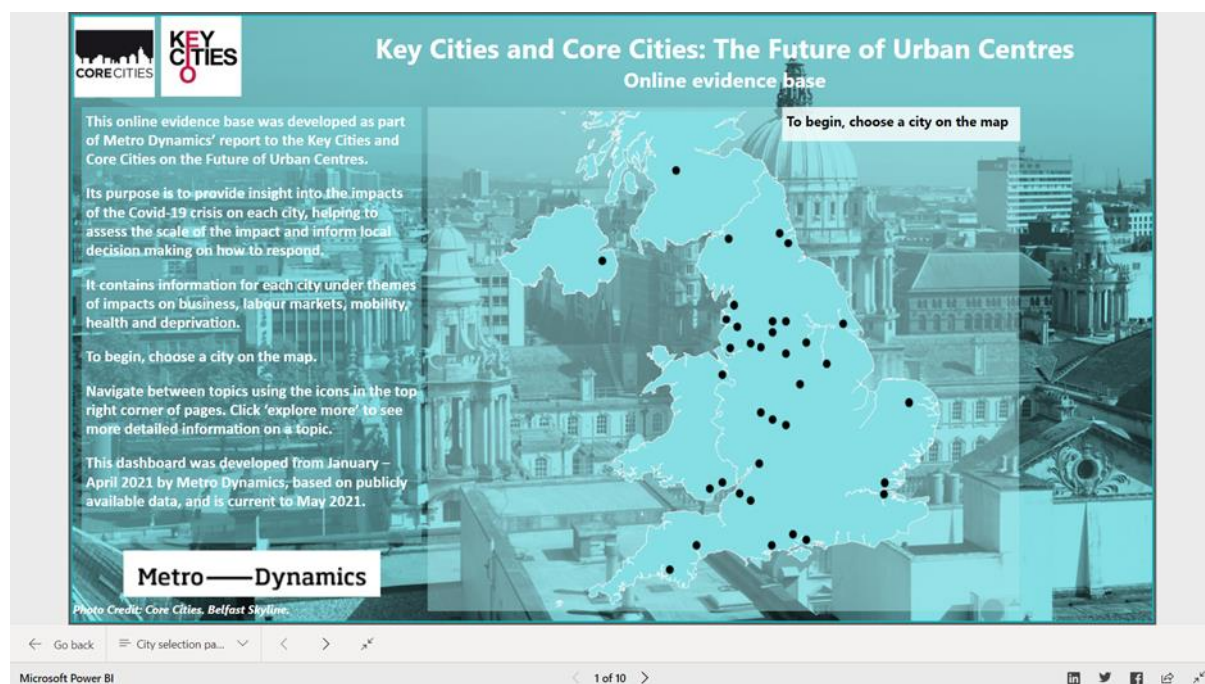 CORECITIES
KEY
CITIES
Key Cities and Core Cities: The Future of Urban Centres
Online evidence base
This online evidence base was developed as part
of Metro Dynamics’ report to the Key Cities and
Core Cities on the Future of Urban Centres.
Its purpose is to provide insight into the impacts
of the Covid-19 crisis on each city, helping to
assess the scale of the impact and inform local
decision making on how to respond.
It contains information for each city under themes
of impacts on business, labour markets, mobility,
health and deprivation.
To begin, choose a city on the map.
Navigate between topics using the icons in the top
right corner of pages. Click ‘explore more’ to see
more detailed information on a topic.
This dashboard was developed from January –
April 2021 by Metro Dynamics, based on publicly
available data, and is current to May 2021.
To begin, choose a city on the map
Metro—Dynamics
Photo Credit: Core Cities. Belfast Skyline.
Go back
City selection pa...
Microsoft Power BI
1 of 10